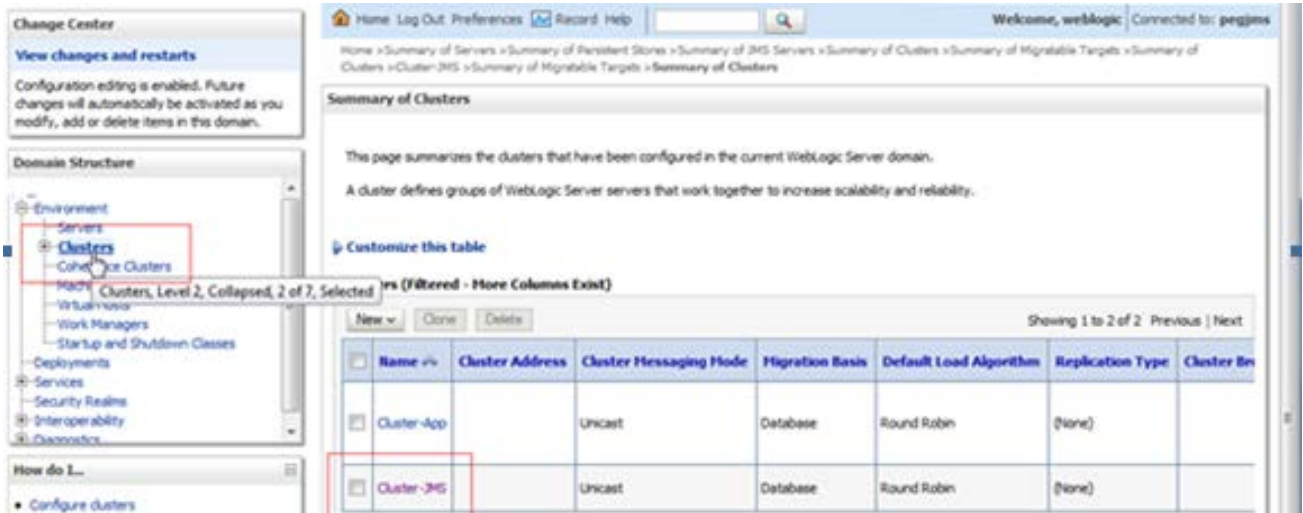 Change Center
View changes and restarts
Configuration editing is enabled. Future
changes will automatically be activated as you
modify, add or delete items in this domain.
Domain Structure
Environment
Servers
Clusters
Coherence Clusters
Clusters, Level 2, Collapsed, 2 of 7, Selected
Work Managers
Startup and Shutdown Classes
Deployments
Services
Security Realms
Interoperability
Diagnostics
How do I...
Configure clusters
Home Log Out Preferences Record Help
Welcome, weblogic Connected to: pegjms
Home >Summary of Servers >Summary of Persistent Stores >Summary of JMS Servers >Summary of Clusters >Summary of Migratable Targets >Summary of
Clusters >Cluster-JMS >Summary of Migratable Targets >Summary of Clusters
Summary of Clusters
This page summarizes the clusters that have been configured in the current WebLogic Server domain.
A cluster defines groups of WebLogic Server servers that work together to increase scalability and reliability.
Customize this table
(Filtered - More Columns Exist)
New Clone Delete Showing 1 to 2 of 2 Previous | Next
Name Cluster Address Cluster Messaging Mode Migration Basis Default Load Algorithm Replication Type Cluster
Cluster-App Unicast Database Round Robin (None)
Cluster-JMS Unicast Database Round Robin (None)